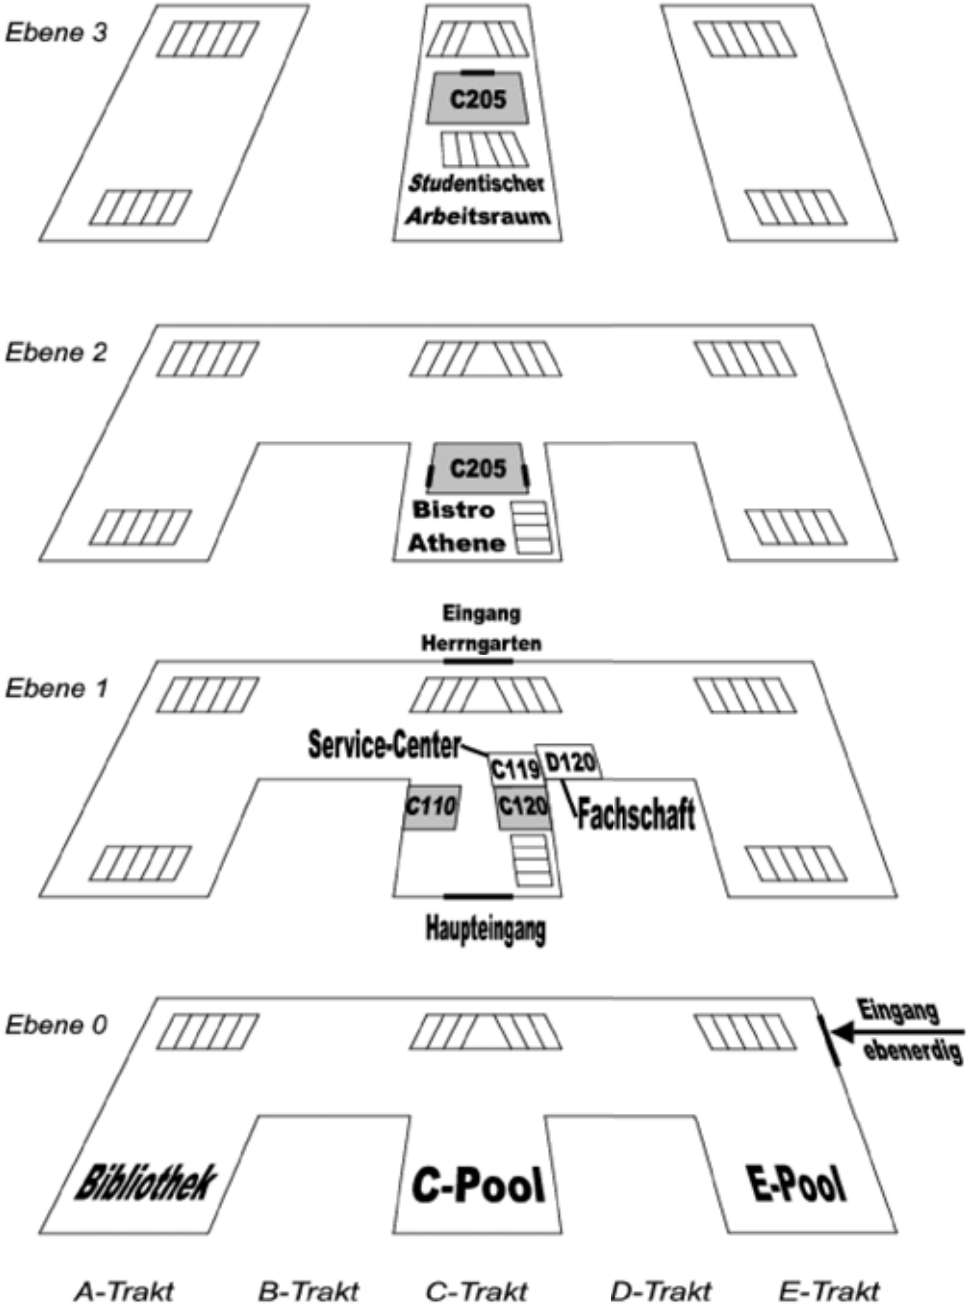 Ebene 3
C205
Studentischer
Arbeitsraum
Ebene 2
C205
Bistro
Athene
Eingang
Herrngarten
Ebene 1
Service-Center
C119
D120
C110
C120
Fachschaft
Haupteingang
Ebene 0
Eingang
ebenerdig
Bibliothek
C-Pool
E-Pool
A-Trakt
B-Trakt
C-Trakt
D-Trakt
E-Trakt